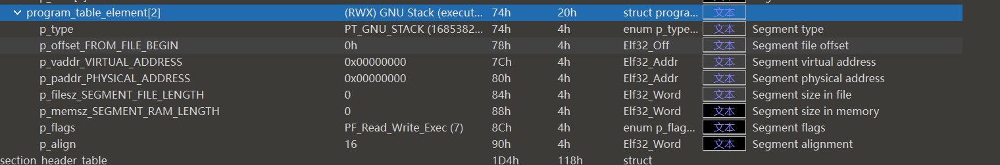 program_table_element[2] (RWX) GNU Stack (execut... 74h 20h struct progra... 文本
p_type PT_GNU_STACK (1685382... 74h 4h enum p_type... 文本 Segment type
p_offset_FROM_FILE_BEGIN 0h 78h 4h Elf32_Off 文本 Segment file offset
p_vaddr_VIRTUAL_ADDRESS 0x00000000 7Ch 4h Elf32_Addr 文本 Segment virtual address
p_paddr_PHYSICAL_ADDRESS 0x00000000 80h 4h Elf32_Addr 文本 Segment physical address
p_filesz_SEGMENT_FILE_LENGTH 0 84h 4h Elf32_Word 文本 Segment size in file
p_memsz_SEGMENT_RAM_LENGTH 0 88h 4h Elf32_Word 文本 Segment size in memory
p_flags PF_Read_Write_Exec (7) 8Ch 4h enum p_flag... 文本 Segment flags
p_align 16 90h 4h Elf32_Word 文本 Segment alignment
section_header_table 1D4h 118h struct